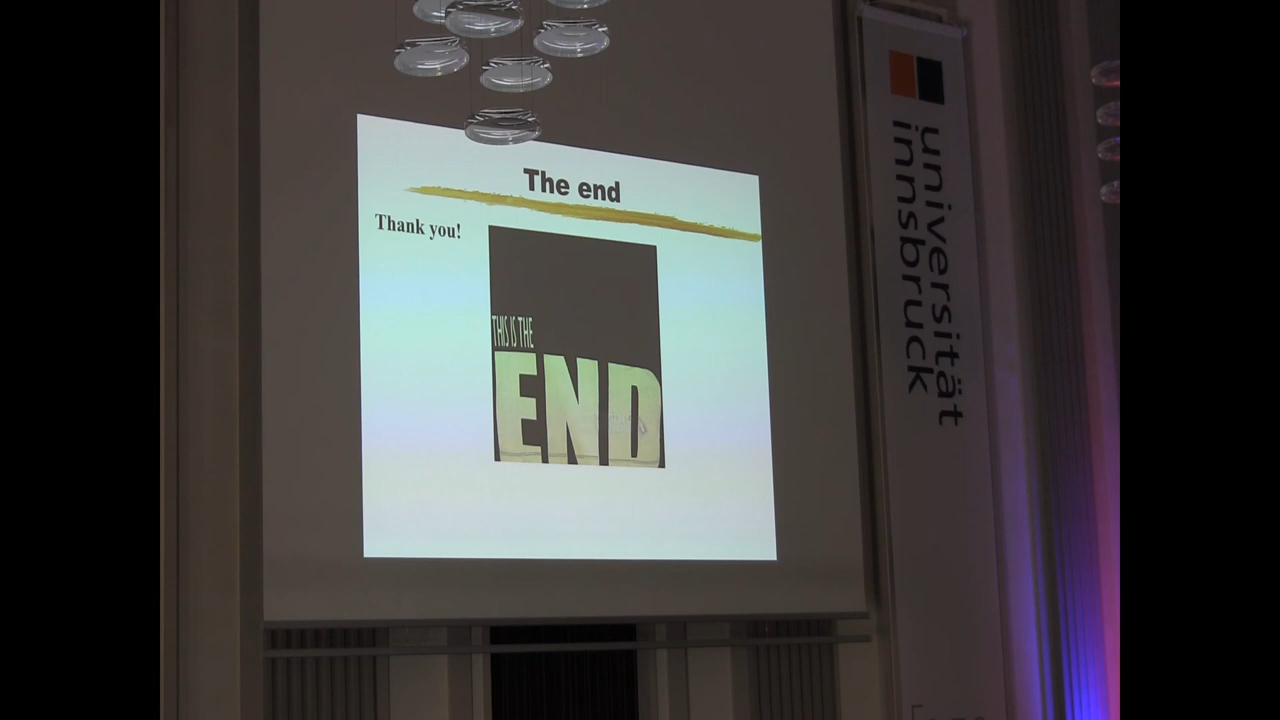 The end
Thank you!
THIS IS THE
END
universität
innsbruck